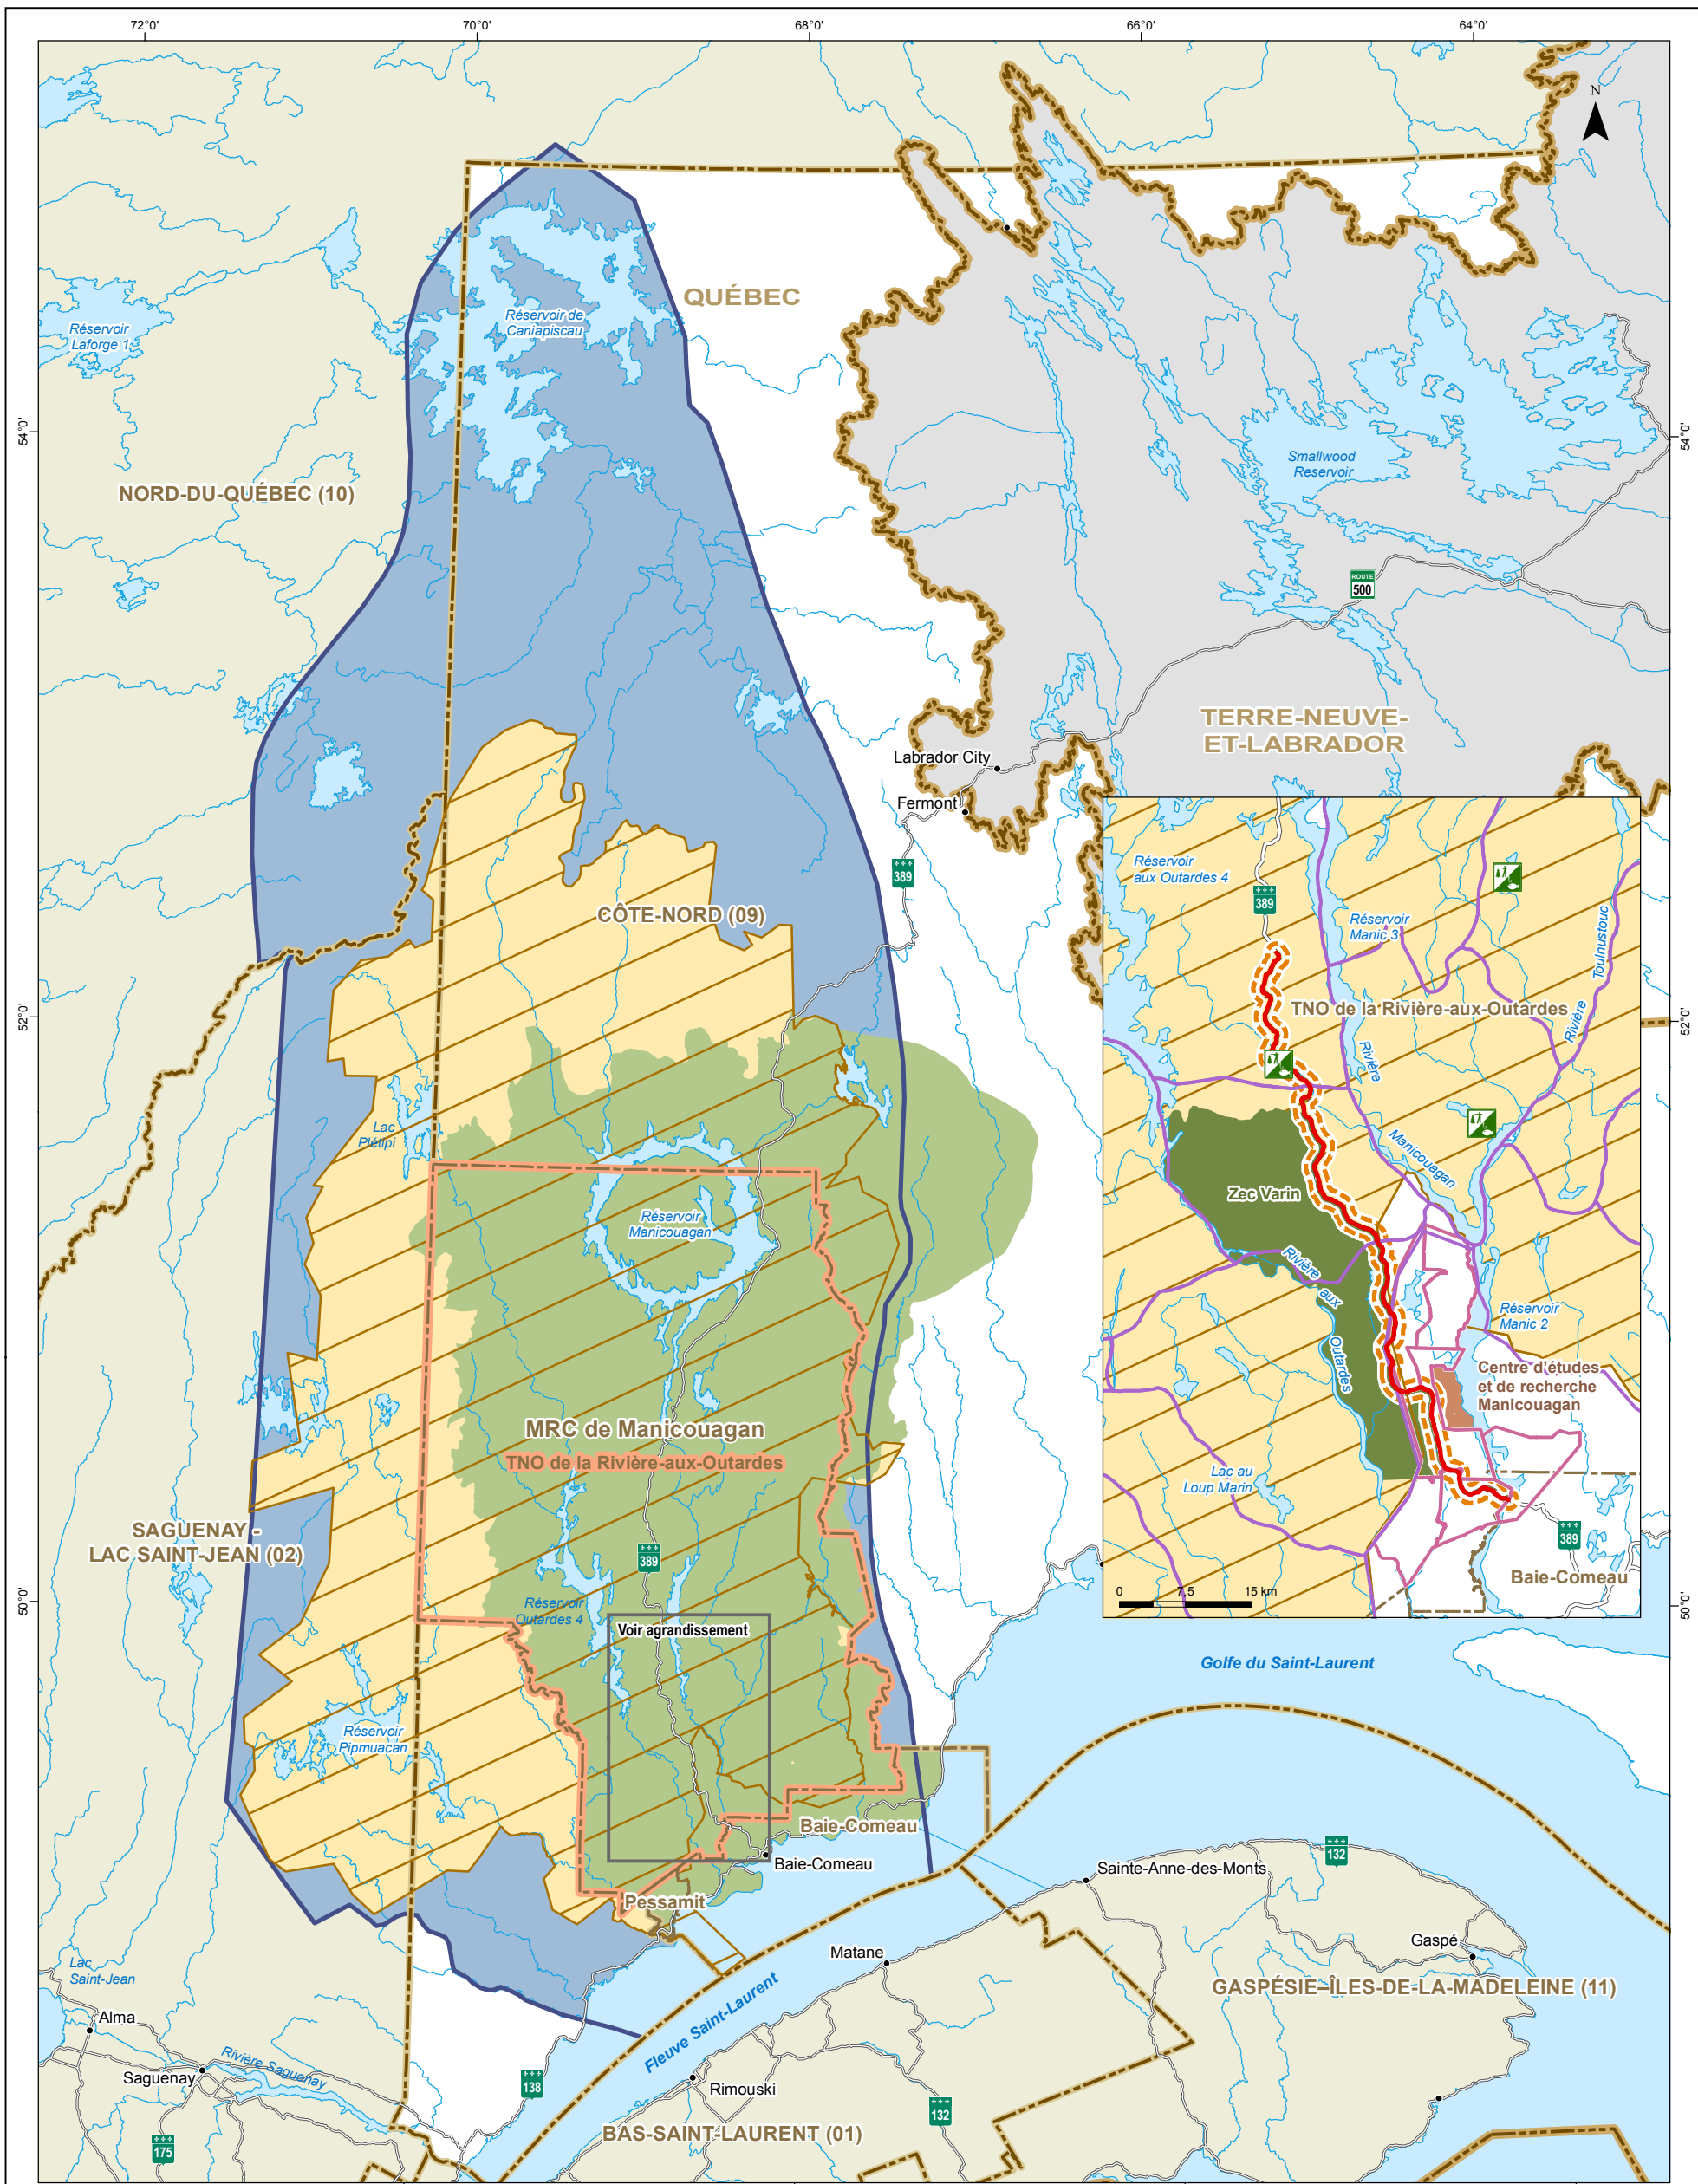 72°0'
70°0'
68°0'
66°0'
64°0'
N
QUÉBEC
Réservoir de
Caniapiscau
Réservoir
Laforge 1
54°0'
54°0'
Smallwood
Reservoir
NORD-DU-QUÉBEC (10)
ROUTE
500
TERRE-NEUVE-
ET-LABRADOR
Labrador City
Fermont
389
CÔTE-NORD (09)
52°0'
52°0'
Lac
Plétipi
Réservoir
Manicouagan
MRC de Manicouagan
TNO de la Rivière-aux-Outardes
SAGUENAY -
LAC SAINT-JEAN (02)
389
50°0'
50°0'
Réservoir
Outardes 4
Voir agrandissement
Réservoir
Pipmuacan
Baie-Comeau
Baie-Comeau
Pessamit
Réservoir
aux Outardes 4
389
Réservoir
Manic 3
Toulnustouc
Rivière
TNO de la Rivière-aux-Outardes
Rivière
Manicouagan
Zec Varin
Rivière
aux
Outardes
Réservoir
Manic 2
Centre d'études
et de recherche
Manicouagan
Lac au
Loup Marin
389
Baie-Comeau
0
7,5
15 km
Golfe du Saint-Laurent
132
Sainte-Anne-des-Monts
Gaspé
Matane
GASPÉSIE–ÎLES-DE-LA-MADELEINE (11)
Lac
Saint-Jean
Alma
Fleuve Saint-Laurent
Rivière Saguenay
Saguenay
138
Rimouski
132
BAS-SAINT-LAURENT (01)
175